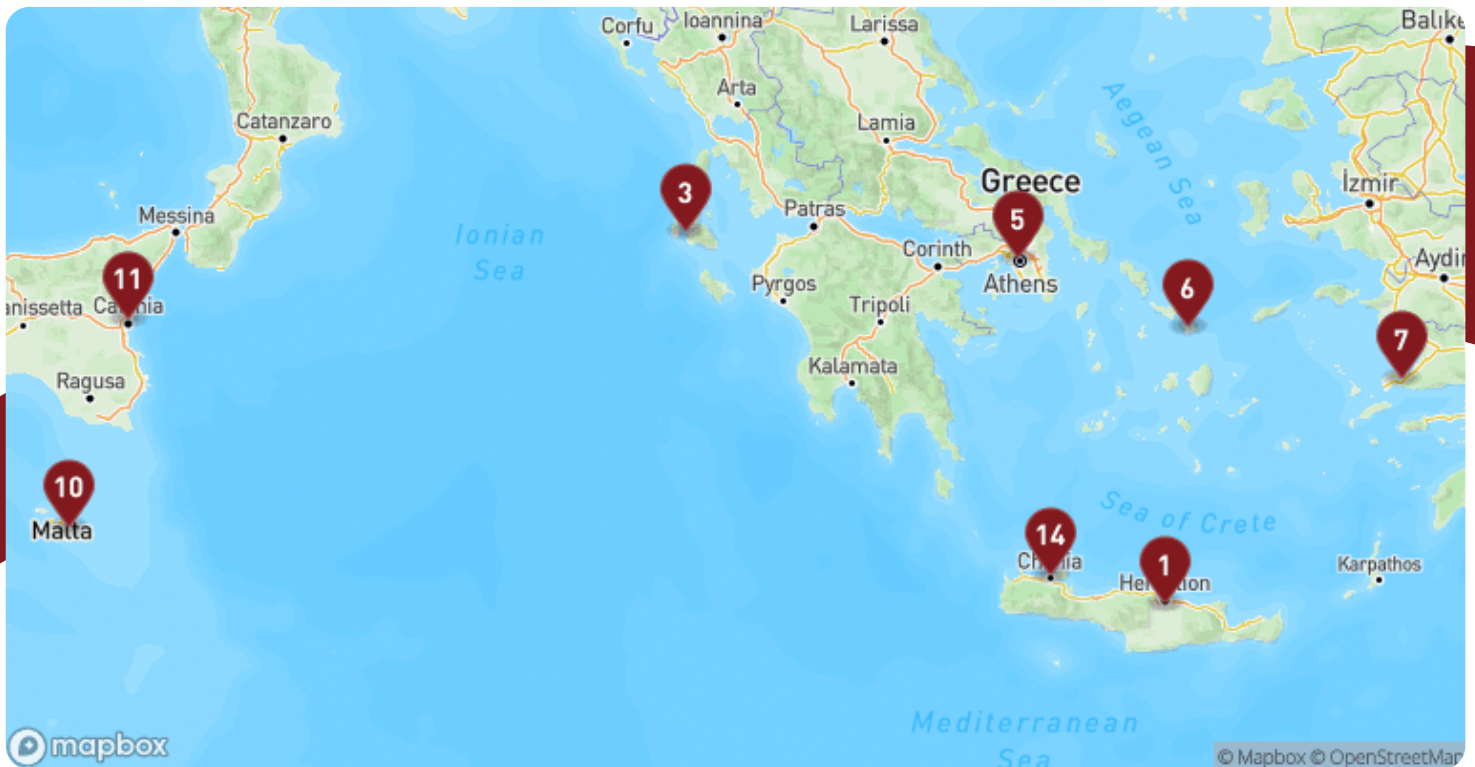 Corfu
Ioannina
Larissa
Balıke
Arta
Catanzaro
Lamia
Aegean Sea
Greece
İzmir
3
Messina
Patras
5
Ionian
Sea
Corinth
Aydın
11
Pyrgos
Athens
6
anissetta
Tripoli
7
Kalamata
Ragusa
10
Malta
Sea of Crete
14
1
Karpathos
Mediterranean
Sea
mapbox
© Mapbox © OpenStreetMap